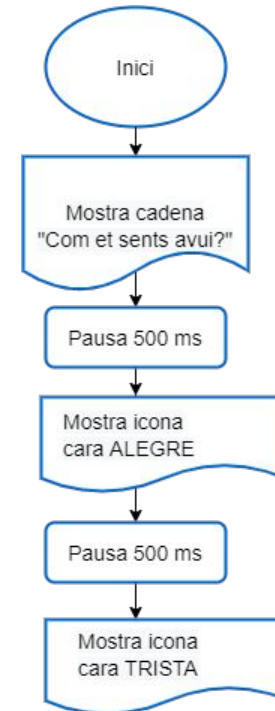 Inici
Mostra cadena
"Com et sents avui?"
Pausa 500 ms
Mostra icona
cara ALEGRE
Pausa 500 ms
Mostra icona
cara TRISTA